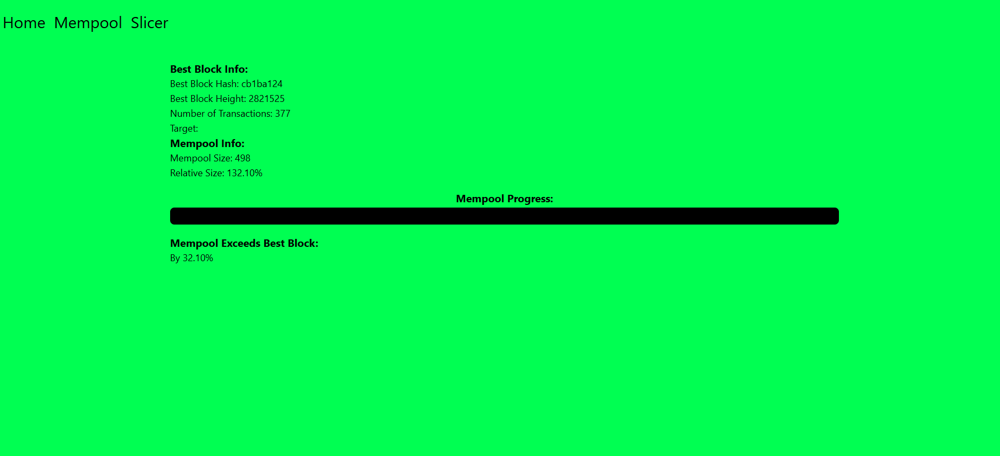 Home Mempool Slicer
Best Block Info:
Best Block Hash: cb1ba124
Best Block Height: 2821525
Number of Transactions: 377
Target:
Mempool Info:
Mempool Size: 498
Relative Size: 132.10%
Mempool Progress:
Mempool Exceeds Best Block:
By 32.10%